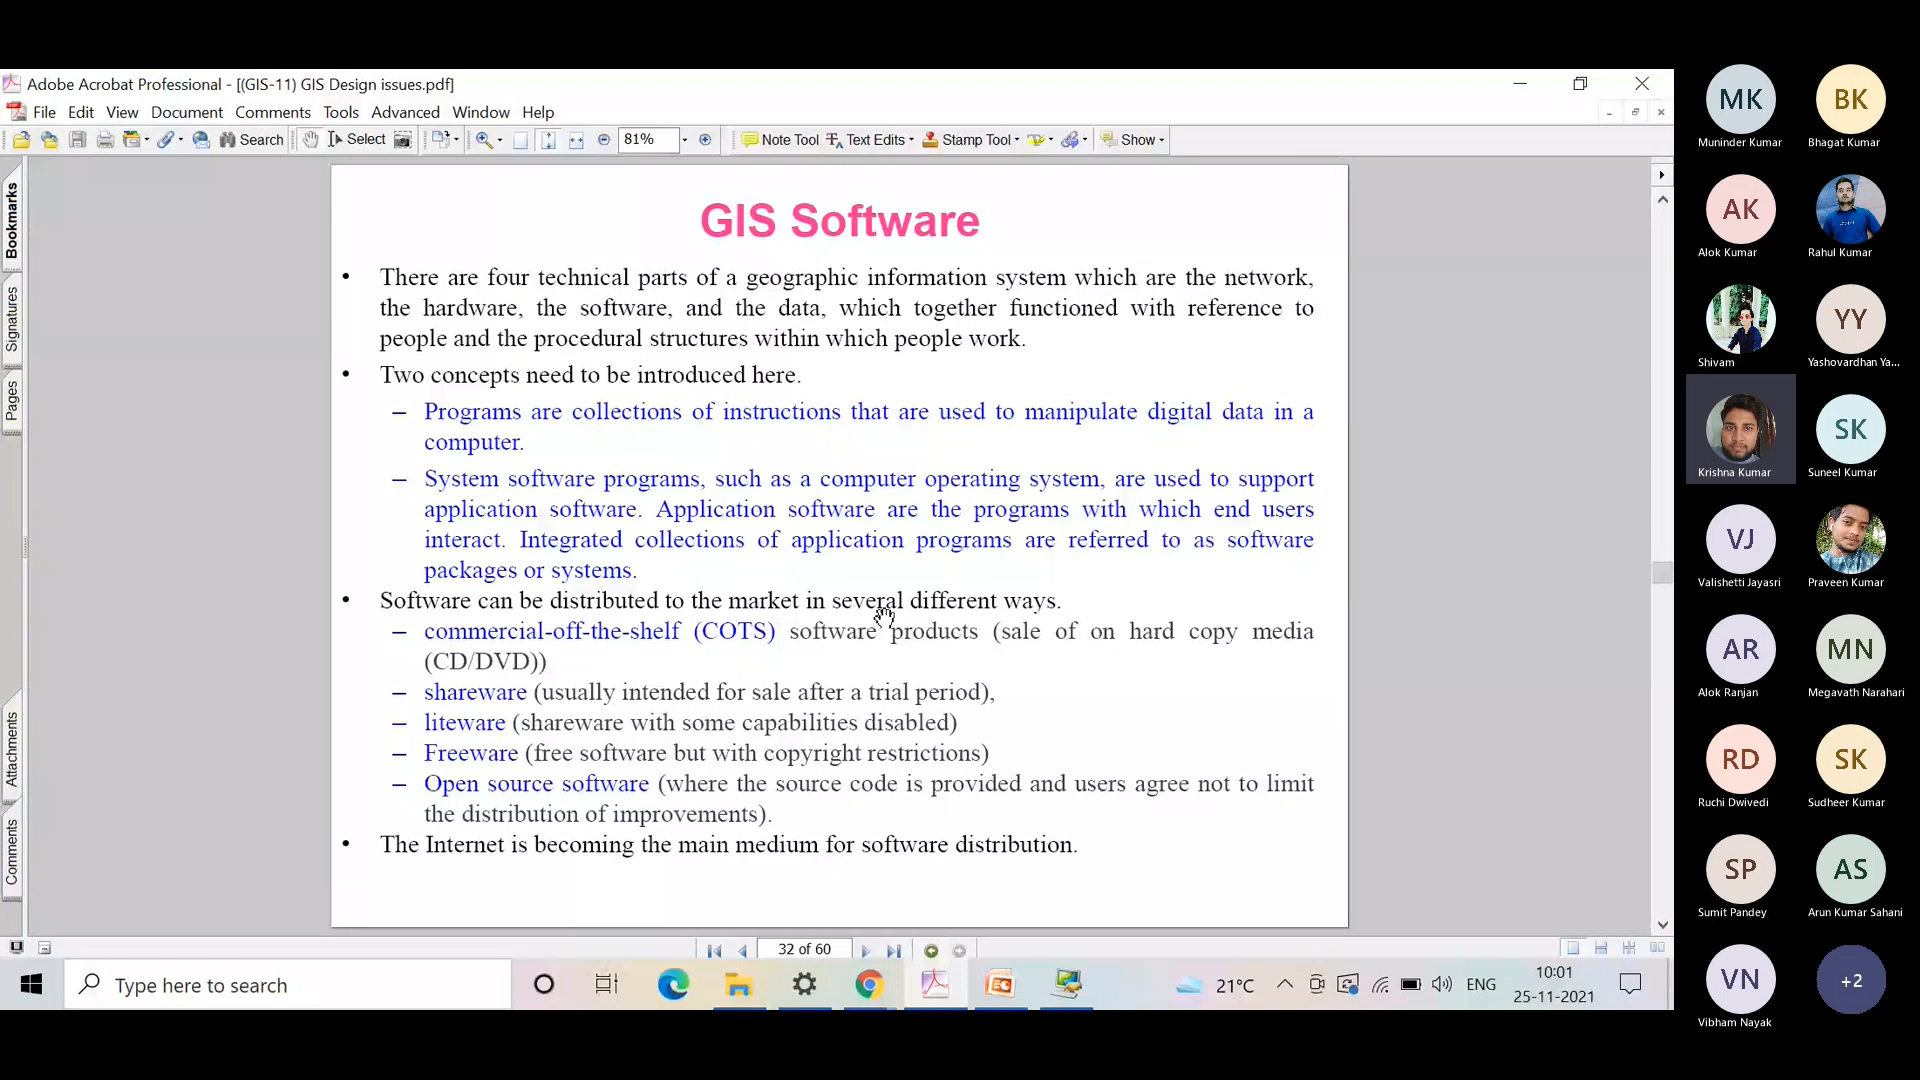 Adobe Acrobat Professional - [(GIS-11) GIS Design issues.pdf]
File Edit View Document Comments Tools Advanced Window Help
Search Select 81% Note Tool Text Edits Stamp Tool Show
Bookmarks
Signatures
Pages
Attachments
Comments
GIS Software
• There are four technical parts of a geographic information system which are the network,
the hardware, the software, and the data, which together functioned with reference to
people and the procedural structures within which people work.
• Two concepts need to be introduced here.
– Programs are collections of instructions that are used to manipulate digital data in a
computer.
– System software programs, such as a computer operating system, are used to support
application software. Application software are the programs with which end users
interact. Integrated collections of application programs are referred to as software
packages or systems.
• Software can be distributed to the market in several different ways.
– commercial-off-the-shelf (COTS) software products (sale of on hard copy media
(CD/DVD))
– shareware (usually intended for sale after a trial period),
– liteware (shareware with some capabilities disabled)
– Freeware (free software but with copyright restrictions)
– Open source software (where the source code is provided and users agree not to limit
the distribution of improvements).
• The Internet is becoming the main medium for software distribution.
32 of 60
Type here to search
21°C
ENG
10:01
25-11-2021
MK BK
Muninder Kumar Bhagat Kumar
AK
Alok Kumar Rahul Kumar
YY
Shivam Yashovardhan Ya...
SK
Krishna Kumar Suneel Kumar
VJ
Valishetti Jayasri Praveen Kumar
AR MN
Alok Ranjan Megavath Narahari
RD SK
Ruchi Dwivedi Sudheer Kumar
SP AS
Sumit Pandey Arun Kumar Sahani
VN +2
Vibham Nayak